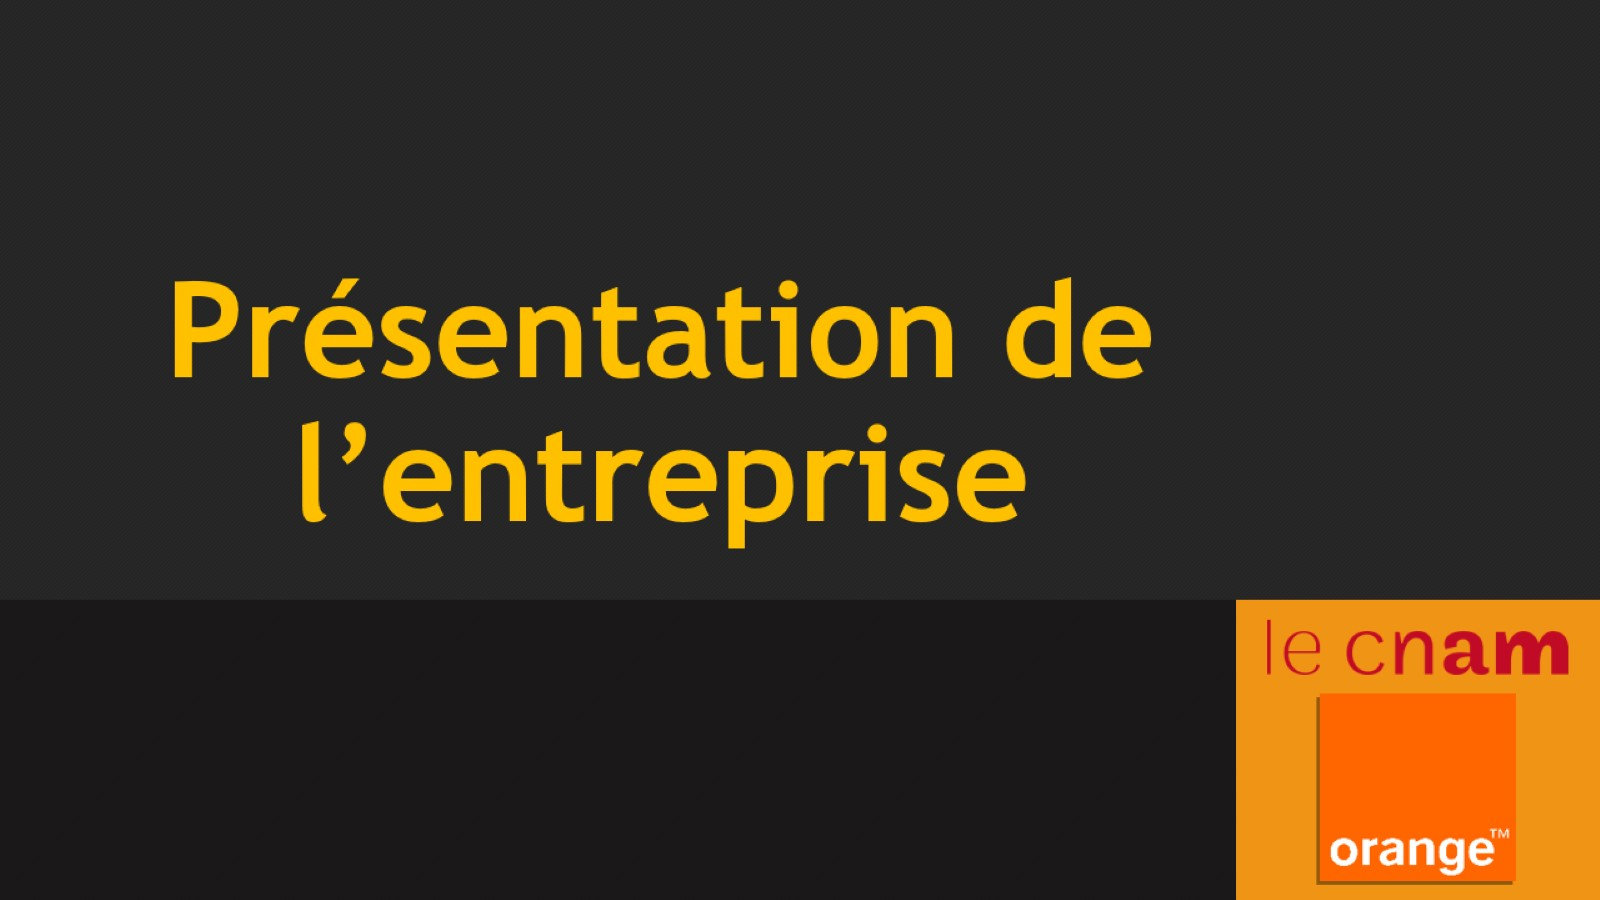 Présentation de
l’entreprise
le cnam
orange™